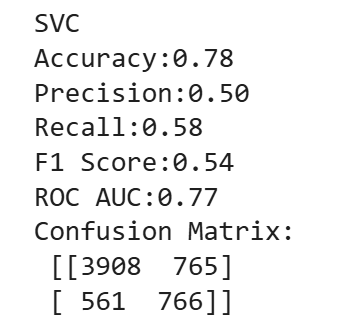 SVC
Accuracy:0.78
Precision:0.50
Recall:0.58
F1 Score:0.54
ROC AUC:0.77
Confusion Matrix:
[[3908  765]
[ 561  766]]